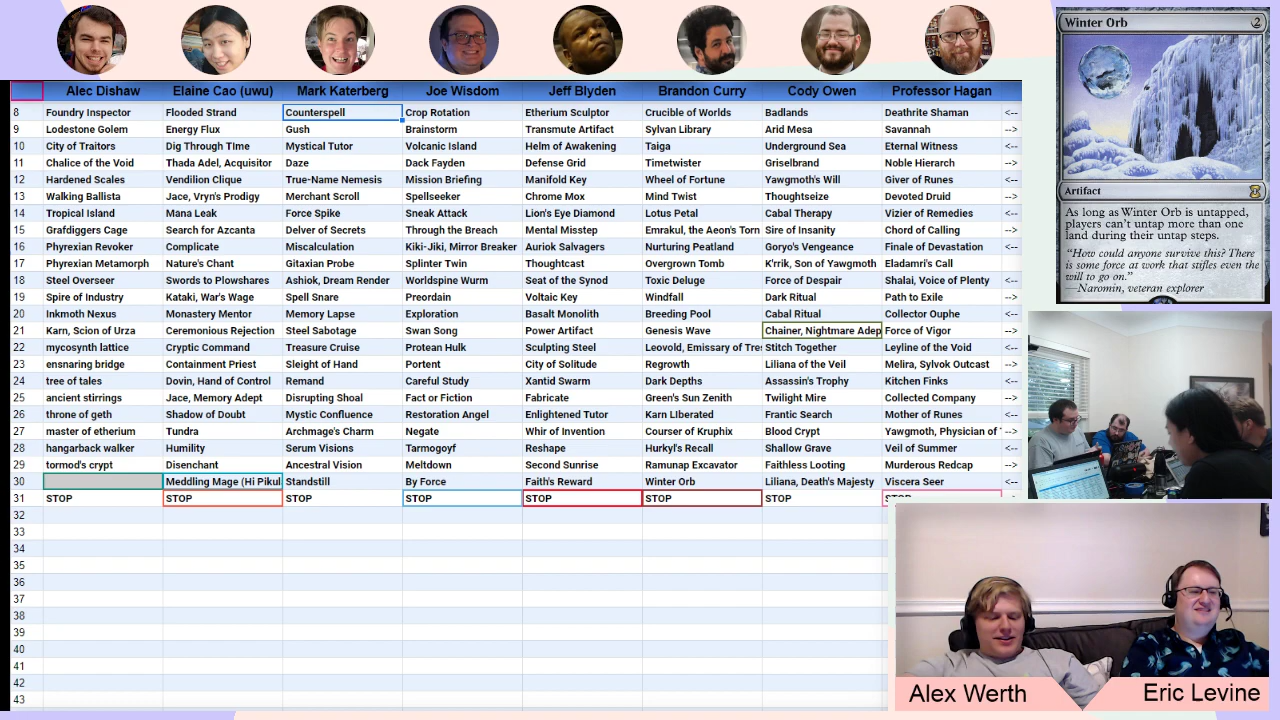 Alec Dishaw Elaine Cao (uwu) Mark Katerberg Joe Wisdom Jeff Blyden Brandon Curry Cody Owen Professor Hagan
8 Foundry Inspector Flooded Strand Counterspell Crop Rotation Etherium Sculptor Crucible of Worlds Badlands Deathrite Shaman <--
9 Lodestone Golem Energy Flux Gush Brainstorm Transmute Artifact Sylvan Library Arid Mesa Savannah -->
10 City of Traitors Dig Through TIme Mystical Tutor Volcanic Island Helm of Awakening Taiga Underground Sea Eternal Witness <--
11 Chalice of the Void Thada Adel, Acquisitor Daze Dack Fayden Defense Grid Timetwister Griselbrand Noble Hierarch -->
12 Hardened Scales Vendilion Clique True-Name Nemesis Mission Briefing Manifold Key Wheel of Fortune Yawgmoth's Will Giver of Runes <--
13 Walking Ballista Jace, Vryn's Prodigy Merchant Scroll Spellseeker Chrome Mox Mind Twist Thoughtseize Devoted Druid -->
14 Tropical Island Mana Leak Force Spike Sneak Attack Lion's Eye Diamond Lotus Petal Cabal Therapy Vizier of Remedies <--
15 Grafdiggers Cage Search for Azcanta Delver of Secrets Through the Breach Mental Misstep Emrakul, the Aeon's Torn Sire of Insanity Chord of Calling -->
16 Phyrexian Revoker Complicate Miscalculation Kiki-Jiki, Mirror Breaker Auriok Salvagers Nurturing Peatland Goryo's Vengeance Finale of Devastation <--
17 Phyrexian Metamorph Nature's Chant Gitaxian Probe Splinter Twin Thoughtcast Overgrown Tomb K'rrik, Son of Yawgmoth Eladamri's Call
18 Steel Overseer Swords to Plowshares Ashiok, Dream Render Worldspine Wurm Seat of the Synod Toxic Deluge Force of Despair Shalai, Voice of Plenty <--
19 Spire of Industry Kataki, War's Wage Spell Snare Preordain Voltaic Key Windfall Dark Ritual Path to Exile -->
20 Inkmoth Nexus Monastery Mentor Memory Lapse Exploration Basalt Monolith Breeding Pool Cabal Ritual Collector Ouphe <--
21 Karn, Scion of Urza Ceremonious Rejection Steel Sabotage Swan Song Power Artifact Genesis Wave Chainer, Nightmare Adep Force of Vigor -->
22 mycosynth lattice Cryptic Command Treasure Cruise Protean Hulk Sculpting Steel Leovold, Emissary of Tres Stitch Together Leyline of the Void <--
23 ensnaring bridge Containment Priest Sleight of Hand Portent City of Solitude Regrowth Liliana of the Veil Melira, Sylvok Outcast -->
24 tree of tales Dovin, Hand of Control Remand Careful Study Xantid Swarm Dark Depths Assassin's Trophy Kitchen Finks <--
25 ancient stirrings Jace, Memory Adept Disrupting Shoal Fact or Fiction Fabricate Green's Sun Zenith Twilight Mire Collected Company -->
26 throne of geth Shadow of Doubt Mystic Confluence Restoration Angel Enlightened Tutor Karn LIberated Frantic Search Mother of Runes <--
27 master of etherium Tundra Archmage's Charm Negate Whir of Invention Courser of Kruphix Blood Crypt Yawgmoth, Physician of -->
28 hangarback walker Humility Serum Visions Tarmogoyf Reshape Hurkyl's Recall Shallow Grave Veil of Summer <--
29 tormod's crypt Disenchant Ancestral Vision Meltdown Second Sunrise Ramunap Excavator Faithless Looting Murderous Redcap -->
30 Meddling Mage (Hi Pikul Standstill By Force Faith's Reward Winter Orb Liliana, Death's Majesty Viscera Seer <--
31 STOP STOP STOP STOP STOP STOP STOP STOP
32
33
34
35
36
37
38
39
40
41
42
43
Winter Orb 2
Artifact
As long as Winter Orb is untapped,
players can't untap more than one
land during their untap steps.
"How could anyone survive this? There
is some force at work that stifles even the
will to go on."
—Naromin, veteran explorer
Alex Werth Eric Levine